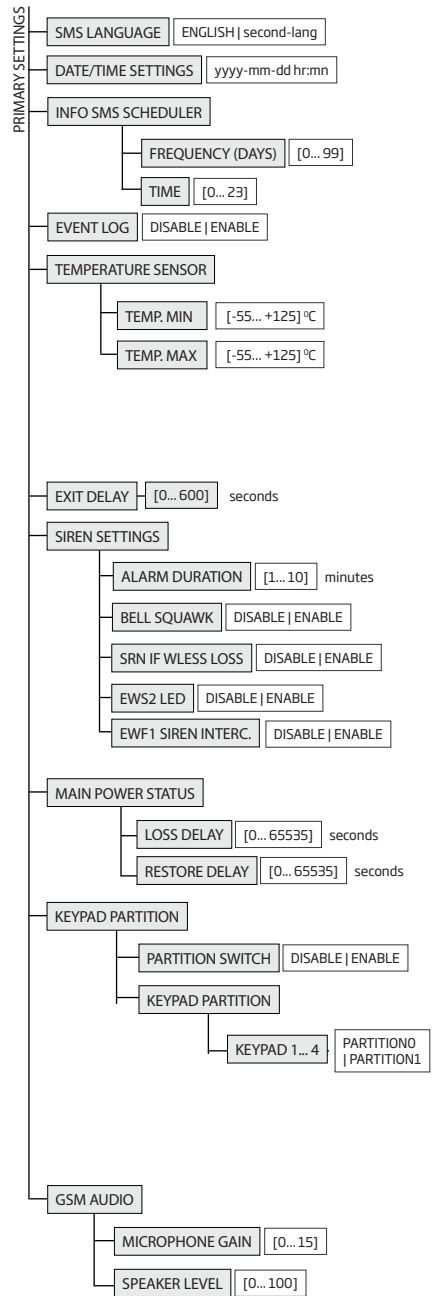 PRIMARY SETTINGS
SMS LANGUAGE ENGLISH | second-lang
DATE/TIME SETTINGS yyyy-mm-dd hr:mn
INFO SMS SCHEDULER
FREQUENCY (DAYS) [0... 99]
TIME [0... 23]
EVENT LOG DISABLE | ENABLE
TEMPERATURE SENSOR
TEMP. MIN [-55... +125] ⁰C
TEMP. MAX [-55... +125] ⁰C
EXIT DELAY [0... 600] seconds
SIREN SETTINGS
ALARM DURATION [1... 10] minutes
BELL SQUAWK DISABLE | ENABLE
SRN IF WLESS LOSS DISABLE | ENABLE
EWS2 LED DISABLE | ENABLE
EWF1 SIREN INTERC. DISABLE | ENABLE
MAIN POWER STATUS
LOSS DELAY [0... 65535] seconds
RESTORE DELAY [0... 65535] seconds
KEYPAD PARTITION
PARTITION SWITCH DISABLE | ENABLE
KEYPAD PARTITION
KEYPAD 1... 4 PARTITION0
| PARTITION1
GSM AUDIO
MICROPHONE GAIN [0... 15]
SPEAKER LEVEL [0... 100]